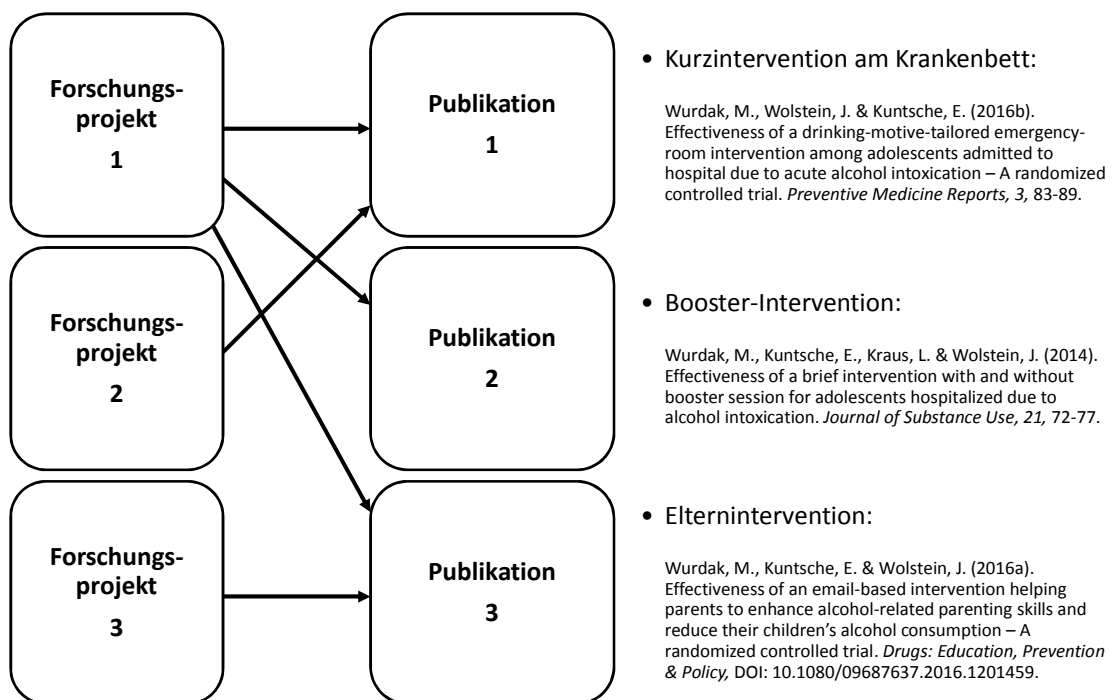 Forschungs-
projekt
1
Publikation
1
• Kurzintervention am Krankenbett:
Wurdak, M., Wolstein, J. & Kuntsche, E. (2016b).
Effectiveness of a drinking-motive-tailored emergency-
room intervention among adolescents admitted to
hospital due to acute alcohol intoxication – A randomized
controlled trial. Preventive Medicine Reports, 3, 83-89.
Forschungs-
projekt
2
Publikation
2
• Booster-Intervention:
Wurdak, M., Kuntsche, E., Kraus, L. & Wolstein, J. (2014).
Effectiveness of a brief intervention with and without
booster session for adolescents hospitalized due to
alcohol intoxication. Journal of Substance Use, 21, 72-77.
Forschungs-
projekt
3
Publikation
3
• Elternintervention:
Wurdak, M., Kuntsche, E. & Wolstein, J. (2016a).
Effectiveness of an email-based intervention helping
parents to enhance alcohol-related parenting skills and
reduce their children’s alcohol consumption – A
randomized controlled trial. Drugs: Education, Prevention
& Policy, DOI: 10.1080/09687637.2016.1201459.